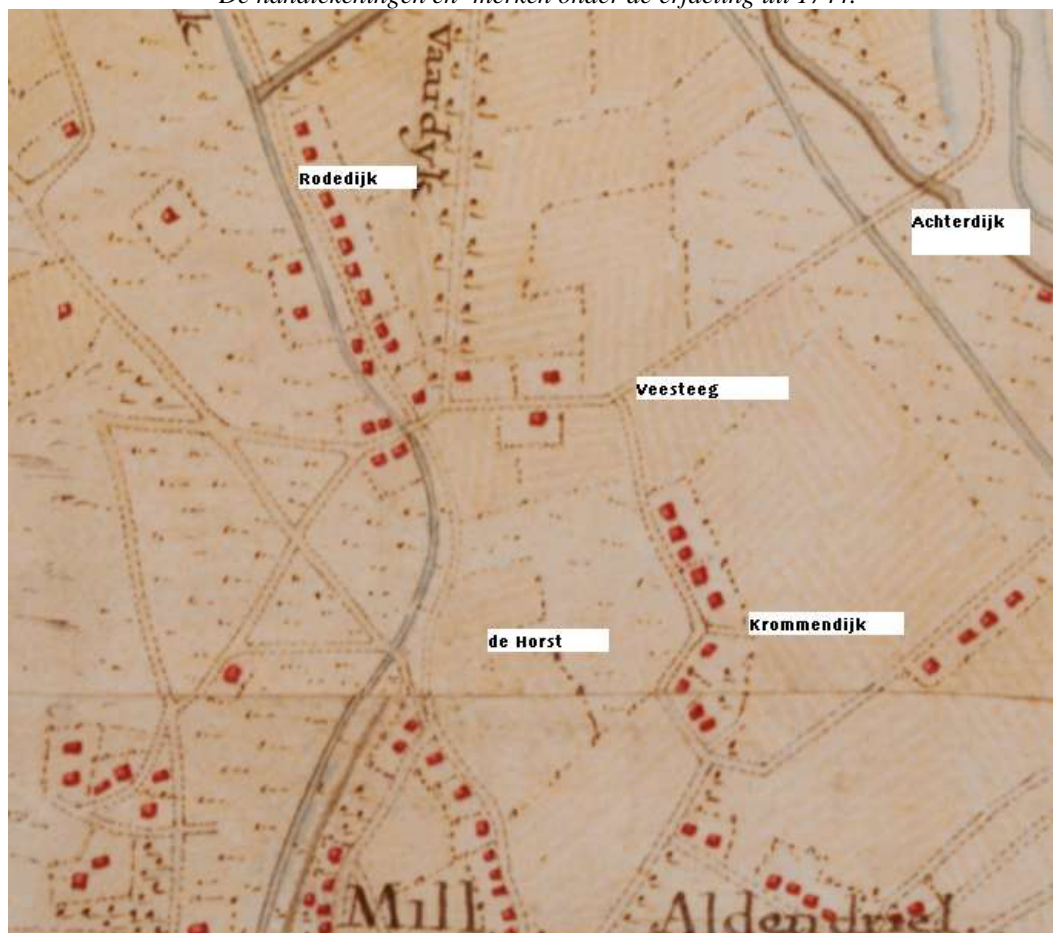 De handtekeningen en -merken onder de erfdeling uit 1744.
k.
Vaardyk
Rodedijk
Achterdijk
Veesteeg
Krommendijk
de Horst
Mill
Aldendriel